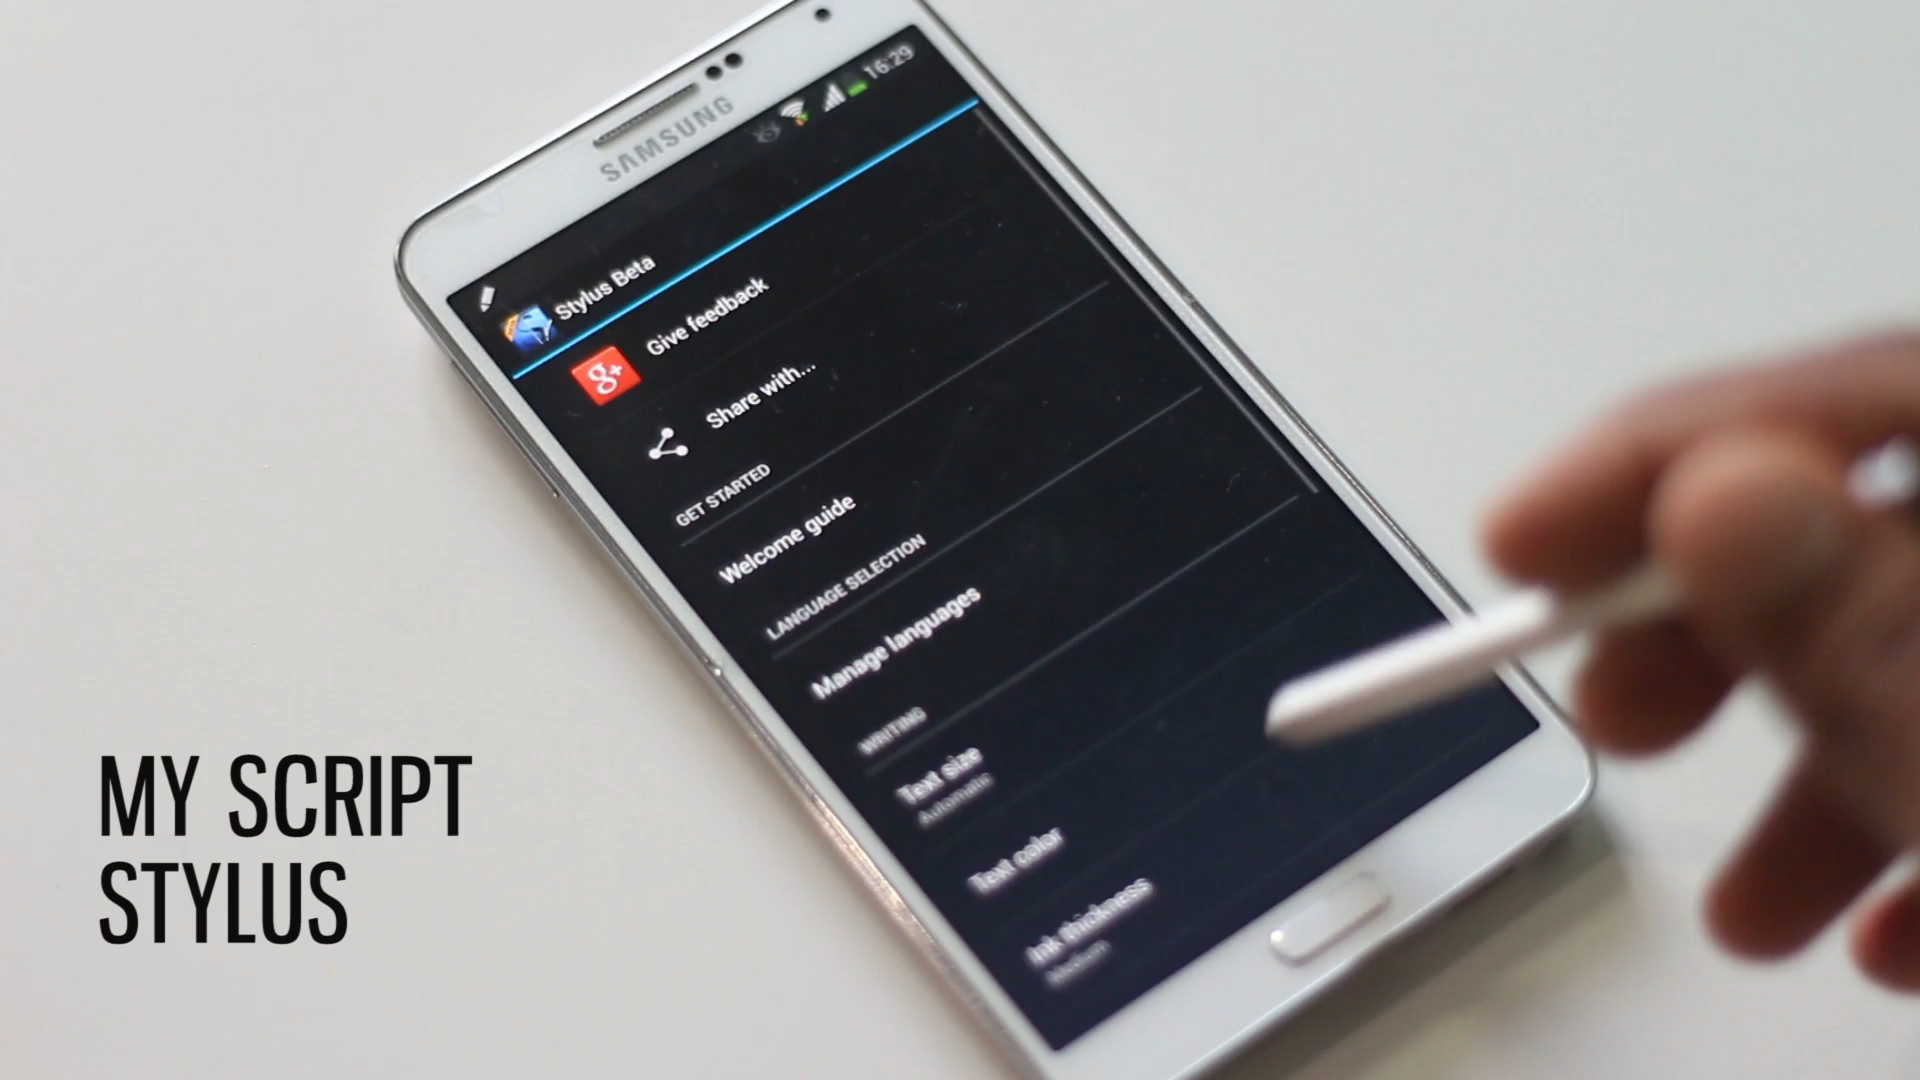 SAMSUNG
16:29
Stylus Beta
g+
Give feedback
Share with...
GET STARTED
Welcome guide
LANGUAGE SELECTION
Manage languages
WRITING
Text size
Automatic
Text color
Ink thickness
Medium
MY SCRIPT
STYLUS